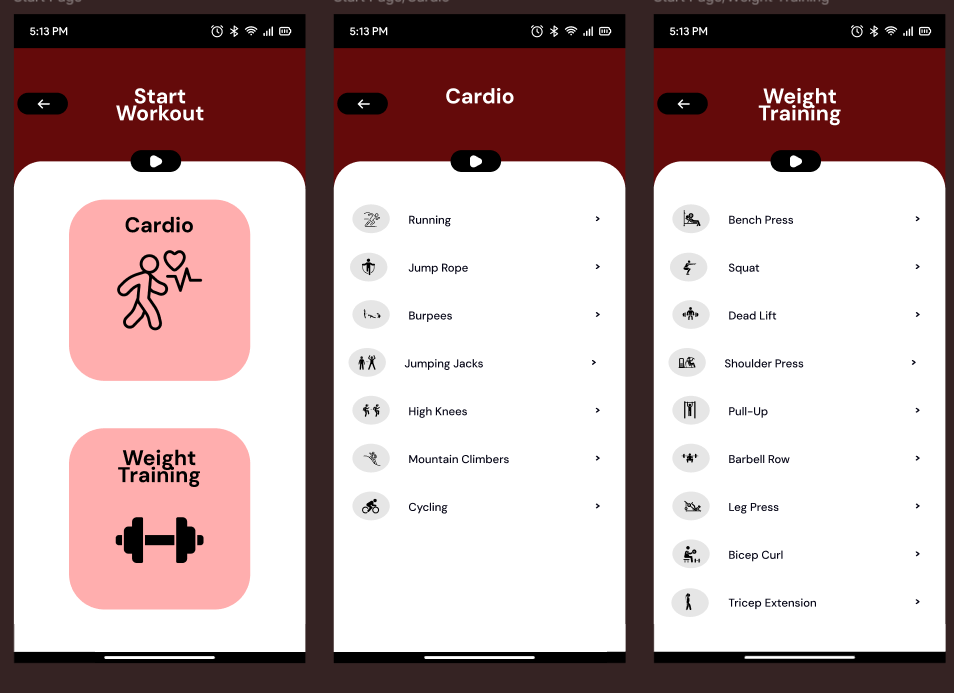 Start Page
Start Page/Cardio
Start Page/Weight Training
5:13 PM
Start
Workout
Cardio
Weight
Training
5:13 PM
Cardio
Running
Jump Rope
Burpees
Jumping Jacks
High Knees
Mountain Climbers
Cycling
5:13 PM
Weight
Training
Bench Press
Squat
Dead Lift
Shoulder Press
Pull-Up
Barbell Row
Leg Press
Bicep Curl
Tricep Extension